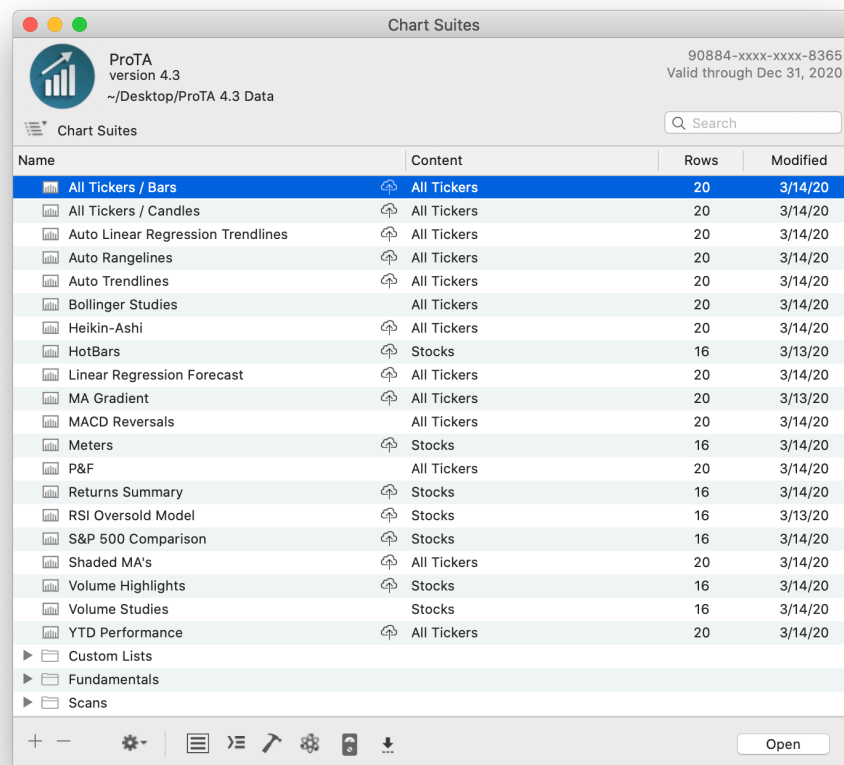 Chart Suites
ProTA
version 4.3
~/Desktop/ProTA 4.3 Data
90884-xxxx-xxxx-8365
Valid through Dec 31, 2020
Chart Suites
Search
Name Content Rows Modified
All Tickers / Bars All Tickers 20 3/14/20
All Tickers / Candles All Tickers 20 3/14/20
Auto Linear Regression Trendlines All Tickers 20 3/14/20
Auto Rangelines All Tickers 20 3/14/20
Auto Trendlines All Tickers 20 3/14/20
Bollinger Studies All Tickers 20 3/14/20
Heikin-Ashi All Tickers 20 3/14/20
HotBars Stocks 16 3/13/20
Linear Regression Forecast All Tickers 20 3/14/20
MA Gradient All Tickers 20 3/13/20
MACD Reversals All Tickers 20 3/14/20
Meters Stocks 16 3/14/20
P&F All Tickers 20 3/14/20
Returns Summary Stocks 16 3/14/20
RSI Oversold Model Stocks 16 3/13/20
S&P 500 Comparison Stocks 16 3/14/20
Shaded MA's All Tickers 20 3/14/20
Volume Highlights Stocks 16 3/14/20
Volume Studies Stocks 16 3/14/20
YTD Performance All Tickers 20 3/14/20
Custom Lists
Fundamentals
Scans
Open